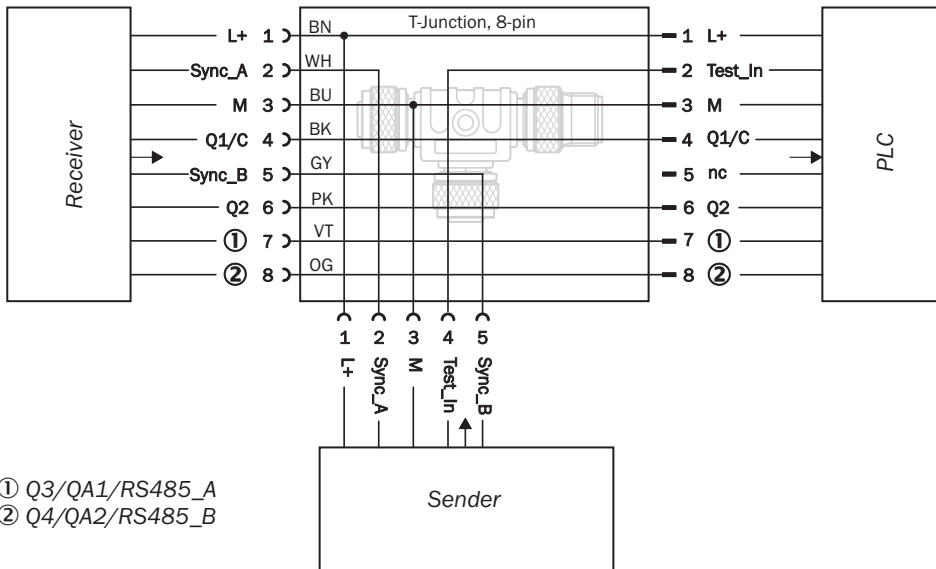 T-Junction, 8-pin
L+ 1 BN 1 L+
Sync_A 2 WH 2 Test_In
M 3 BU 3 M
Q1/C 4 BK 4 Q1/C
Sync_B 5 GY 5 nc
Q2 6 PK 6 Q2
① 7 VT 7 ①
② 8 OG 8 ②
Receiver
PLC
1 2 3 4 5
L+ Sync_A M Test_In Sync_B
Sender
① Q3/QA1/RS485_A
② Q4/QA2/RS485_B